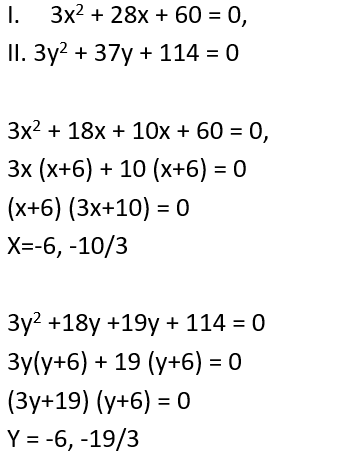 I. 3x² + 28x + 60 = 0,
II. 3y² + 37y + 114 = 0
3x² + 18x + 10x + 60 = 0,
3x (x+6) + 10 (x+6) = 0
(x+6) (3x+10) = 0
X=-6, -10/3
3y² +18y +19y + 114 = 0
3y(y+6) + 19 (y+6) = 0
(3y+19) (y+6) = 0
Y = -6, -19/3